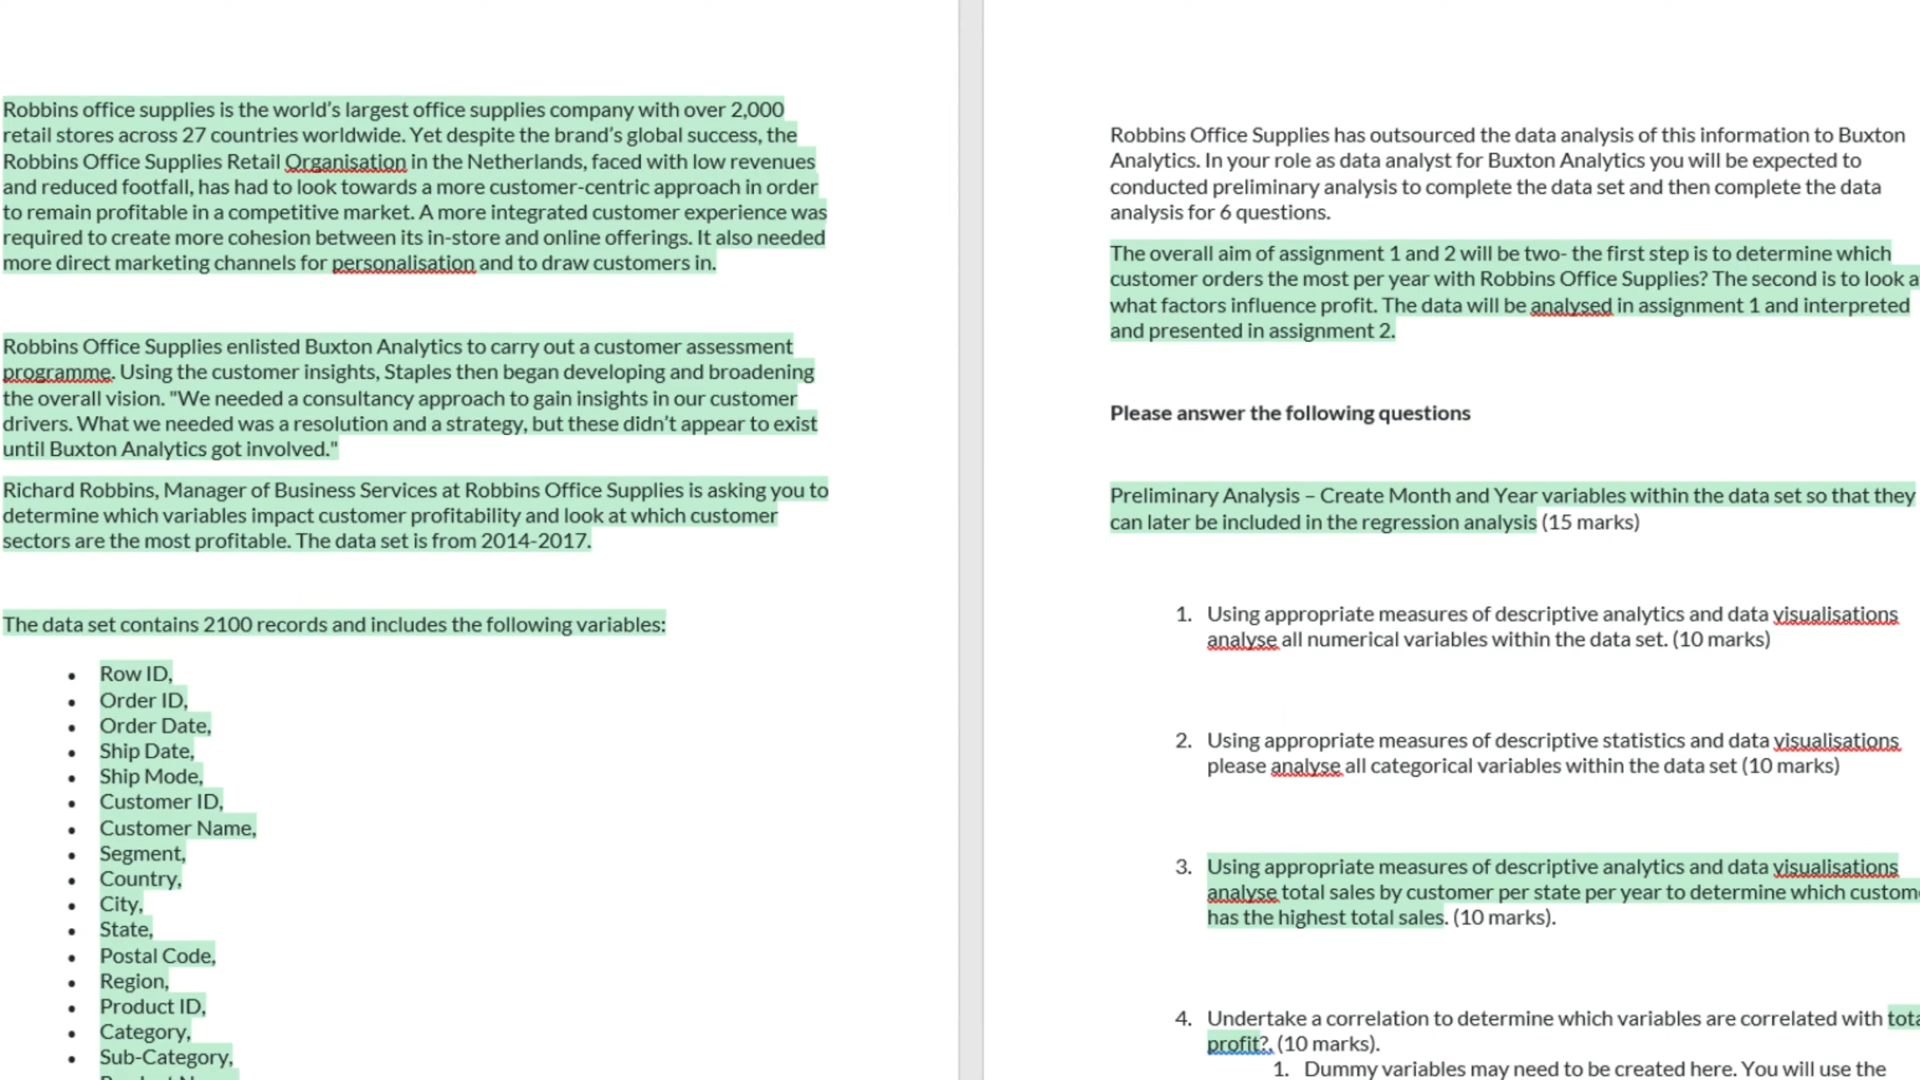 Robbins office supplies is the world's largest office supplies company with over 2,000
retail stores across 27 countries worldwide. Yet despite the brand's global success, the
Robbins Office Supplies Retail Organisation in the Netherlands, faced with low revenues
and reduced footfall, has had to look towards a more customer-centric approach in order
to remain profitable in a competitive market. A more integrated customer experience was
required to create more cohesion between its in-store and online offerings. It also needed
more direct marketing channels for personalisation and to draw customers in.
Robbins Office Supplies enlisted Buxton Analytics to carry out a customer assessment
programme. Using the customer insights, Staples then began developing and broadening
the overall vision. "We needed a consultancy approach to gain insights in our customer
drivers. What we needed was a resolution and a strategy, but these didn't appear to exist
until Buxton Analytics got involved."
Richard Robbins, Manager of Business Services at Robbins Office Supplies is asking you to
determine which variables impact customer profitability and look at which customer
sectors are the most profitable. The data set is from 2014-2017.
The data set contains 2100 records and includes the following variables:
• Row ID,
• Order ID,
• Order Date,
• Ship Date,
• Ship Mode,
• Customer ID,
• Customer Name,
• Segment,
• Country,
• City,
• State,
• Postal Code,
• Region,
• Product ID,
• Category,
• Sub-Category,
Robbins Office Supplies has outsourced the data analysis of this information to Buxton
Analytics. In your role as data analyst for Buxton Analytics you will be expected to
conducted preliminary analysis to complete the data set and then complete the data
analysis for 6 questions.
The overall aim of assignment 1 and 2 will be two- the first step is to determine which
customer orders the most per year with Robbins Office Supplies? The second is to look a
what factors influence profit. The data will be analysed in assignment 1 and interpreted
and presented in assignment 2.
Please answer the following questions
Preliminary Analysis – Create Month and Year variables within the data set so that they
can later be included in the regression analysis (15 marks)
1. Using appropriate measures of descriptive analytics and data visualisations
analyse all numerical variables within the data set. (10 marks)
2. Using appropriate measures of descriptive statistics and data visualisations
please analyse all categorical variables within the data set (10 marks)
3. Using appropriate measures of descriptive analytics and data visualisations
analyse total sales by customer per state per year to determine which custome
has the highest total sales. (10 marks).
4. Undertake a correlation to determine which variables are correlated with tota
profit?. (10 marks).
1. Dummy variables may need to be created here. You will use the